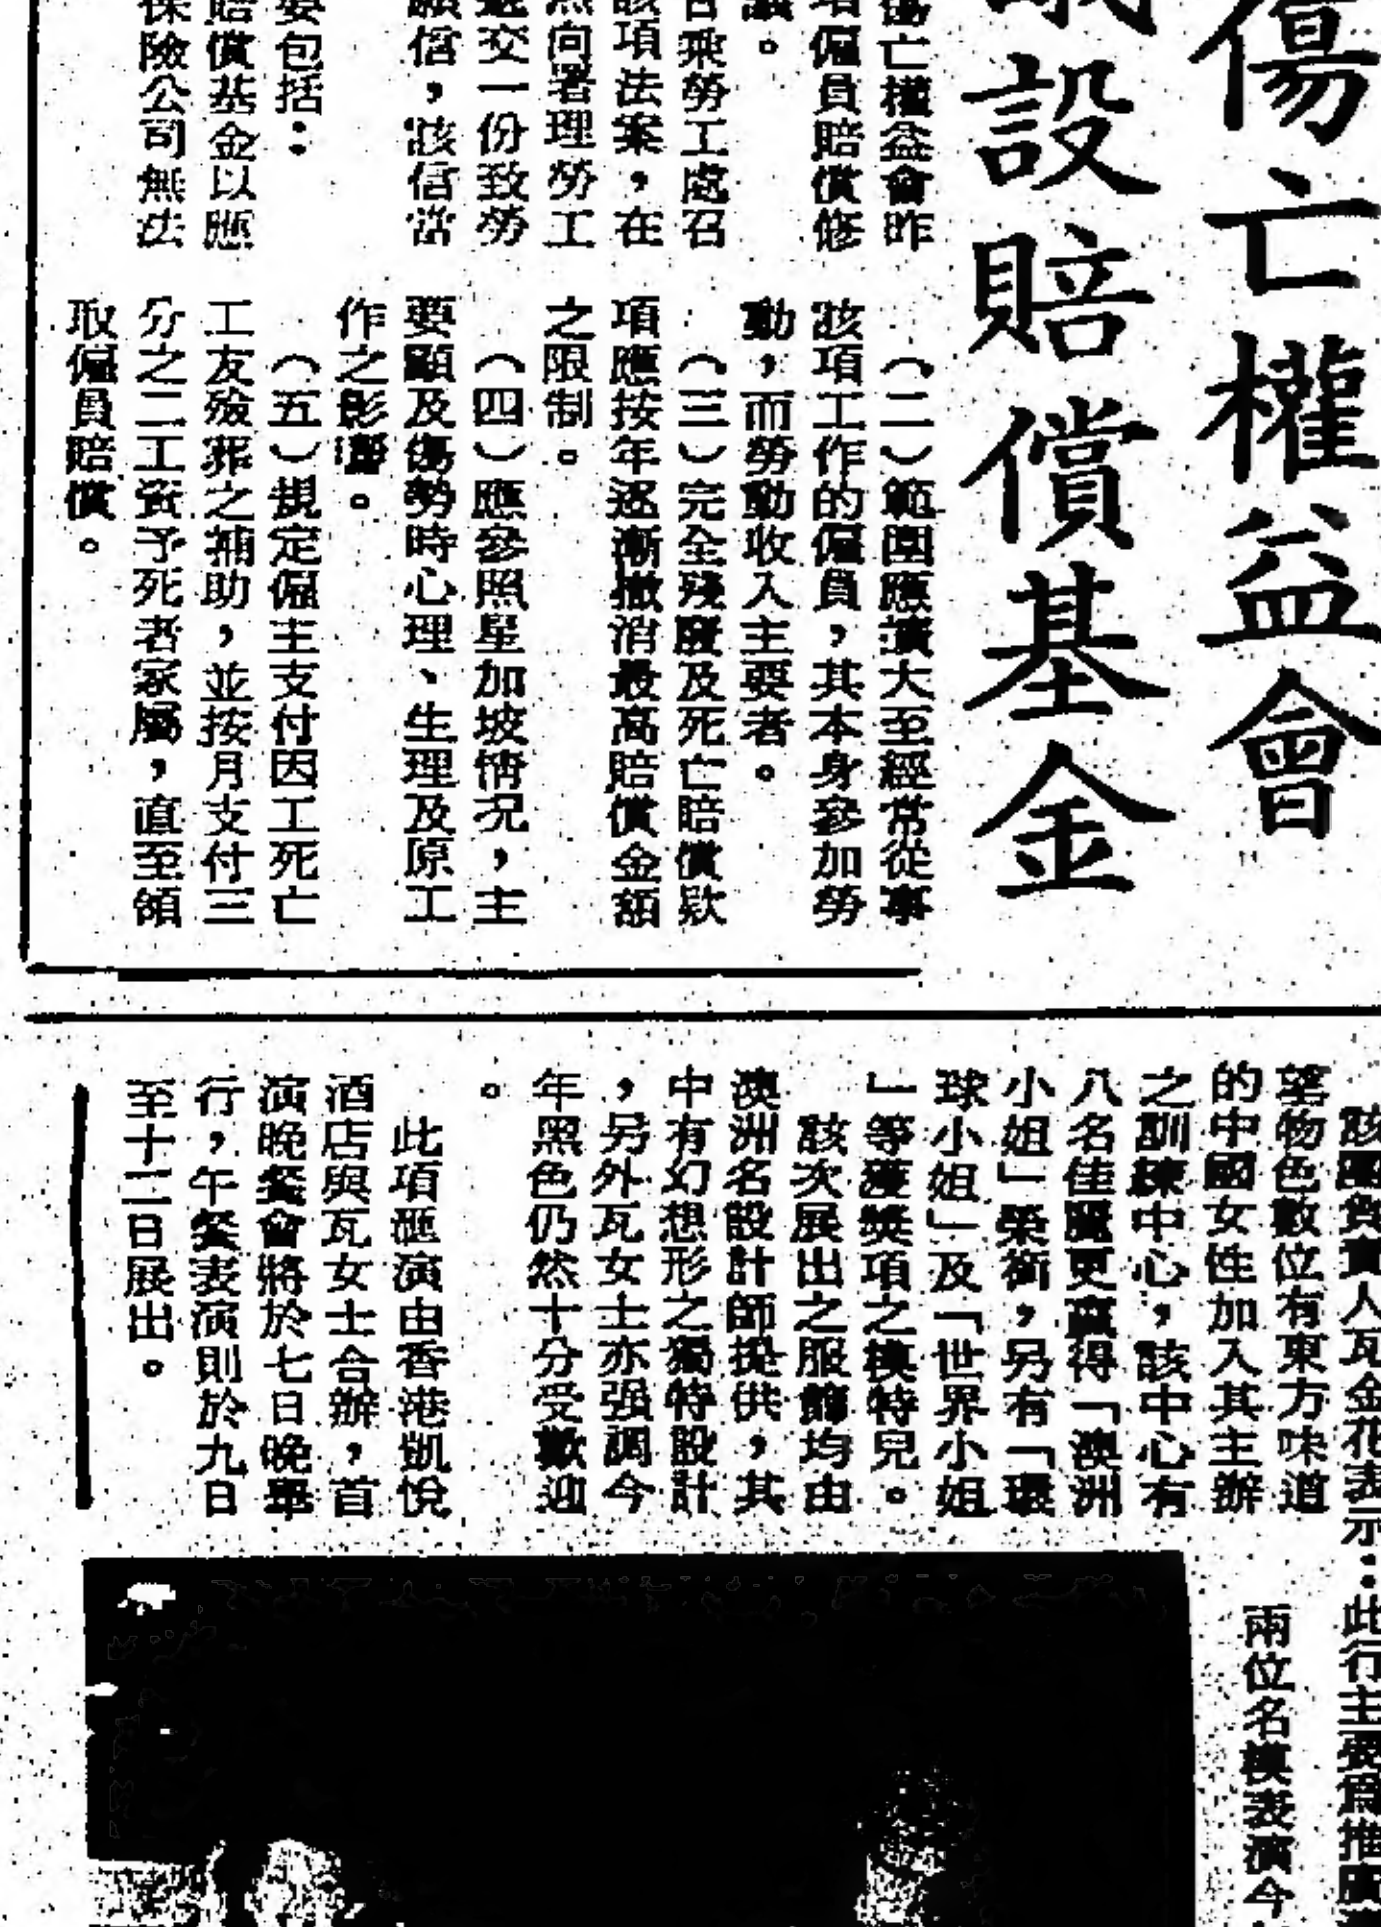 傷亡權益會
設賠償基金
傷亡權益會昨
項僱員賠償修
議。
召乘勞工處召
該項法案，在
向署理勞工
遞交一份致勞
願信，該信當
要包括：
賠償基金以應
保險公司無法
（二）範圍應擴大至經常從事
該項工作的僱員，其本身參加勞
動，而勞動收入主要者。
（三）完全殘廢及死亡賠償欵
項應按年逐漸撤消最高賠償金額
之限制。
（四）應參照星加坡情况，主
要顧及傷勢時心理、生理及原工
作之影響。
（五）規定僱主支付因工死亡
工友殮葬之補助，並按月支付三
分之二工資予死者家屬，直至領
取僱員賠償。
該團負責人瓦金花表示：此行主要爲推廣
望物色數位有東方味道
的中國女性加入其主辦
之訓練中心，該中心有
八名佳麗更贏得「澳洲
小姐」榮銜，另有「環
球小姐」及「世界小姐
」等獲獎項之模特兒。
該次展出之服飾均由
澳洲名設計師提供，其
中有幻想形之獨特設計
，另外瓦女士亦强調今
年黑色仍然十分受歡迎
。
此項匯演由香港凱悅
酒店與瓦女士合辦，首
演晚餐會將於七日晚舉
行，午餐表演則於九日
至十二日展出。
兩位名模表演今